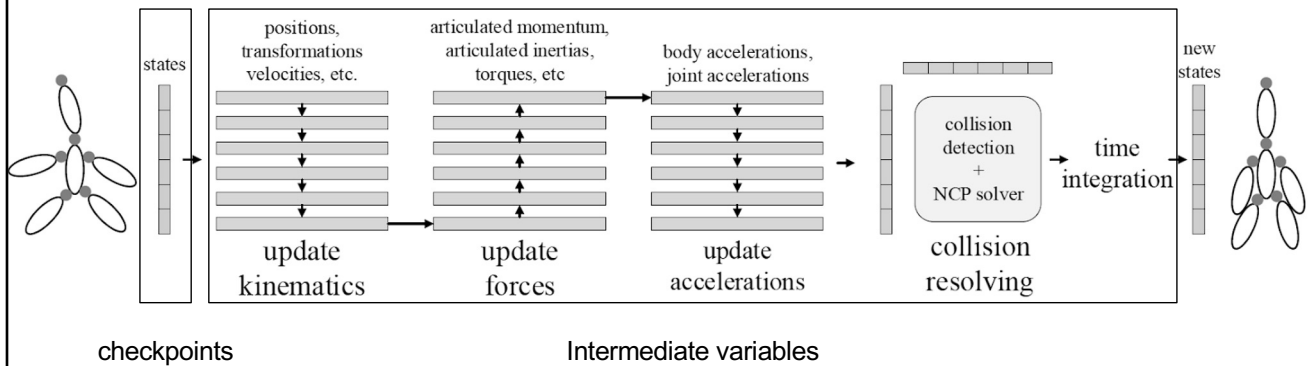 states
positions,
transformations
velocities, etc.
update
kinematics
articulated momentum,
articulated inertias,
torques, etc
update
forces
body accelerations,
joint accelerations
update
accelerations
collision
detection
+
NCP solver
collision
resolving
time
integration
new
states
checkpoints
Intermediate variables